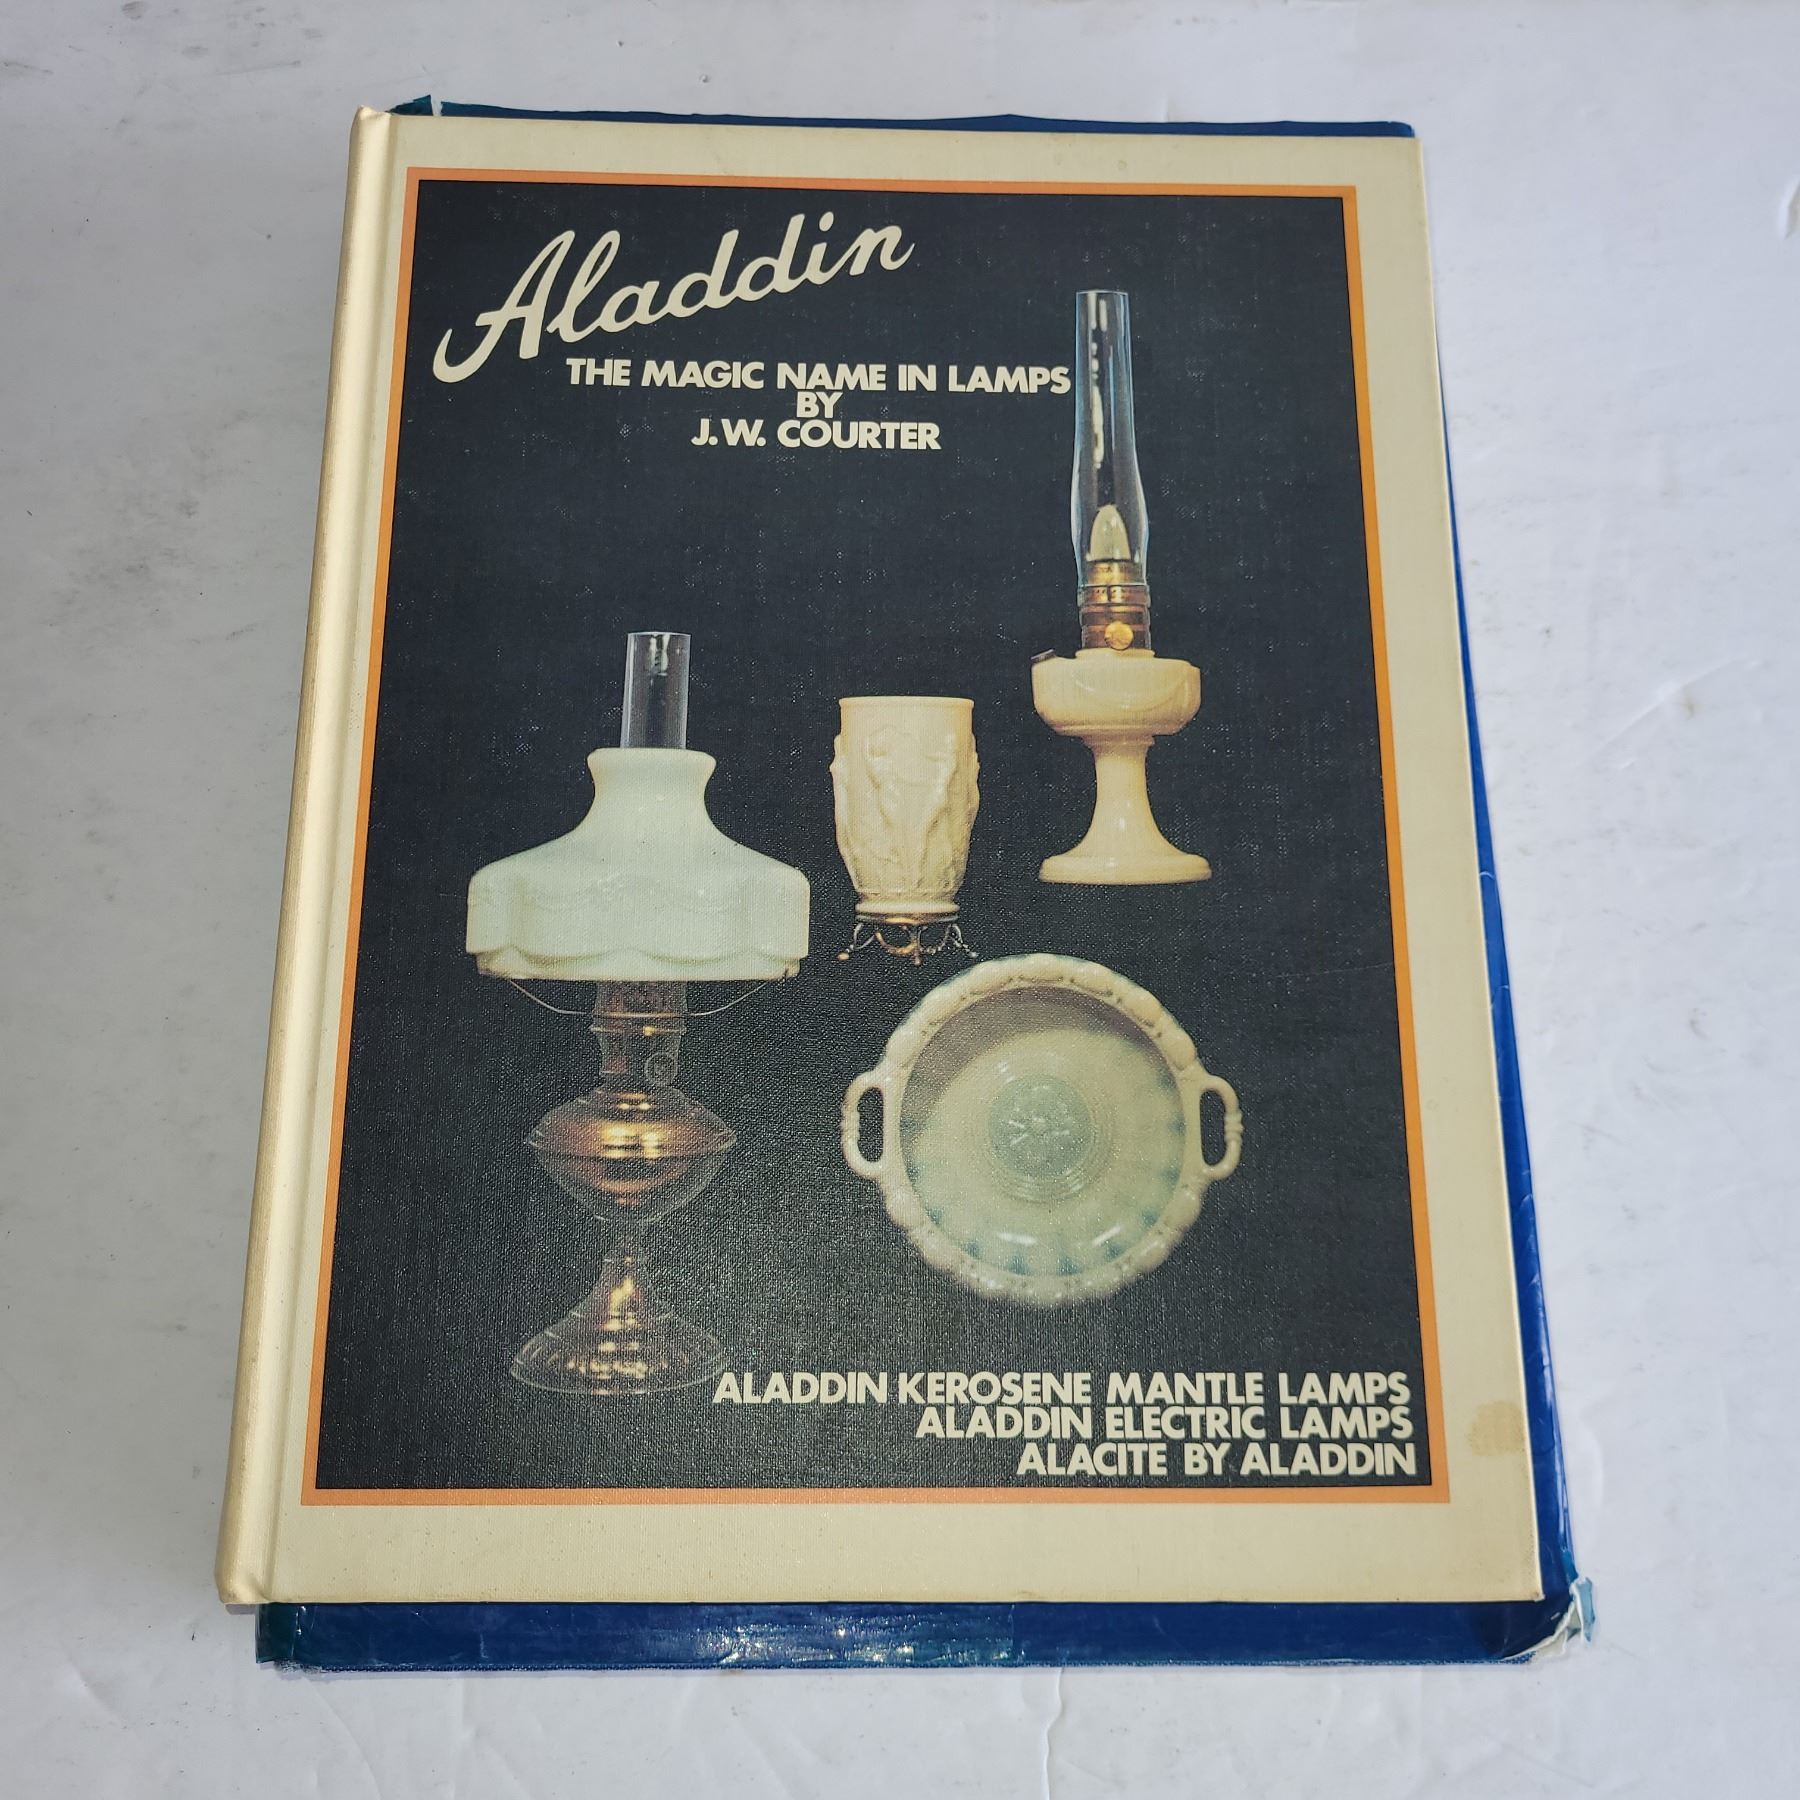 Aladdin
THE MAGIC NAME IN LAMPS
BY
J.W. COURTER
ALADDIN KEROSENE MANTLE LAMPS
ALADDIN ELECTRIC LAMPS
ALACITE BY ALADDIN